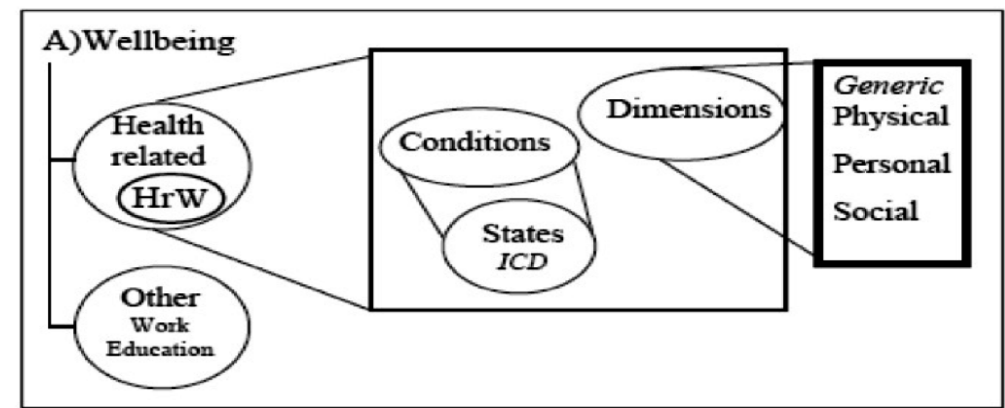 A)Wellbeing
Health
related
HrW
Other
Work
Education
Conditions
States
ICD
Dimensions
Generic
Physical
Personal
Social